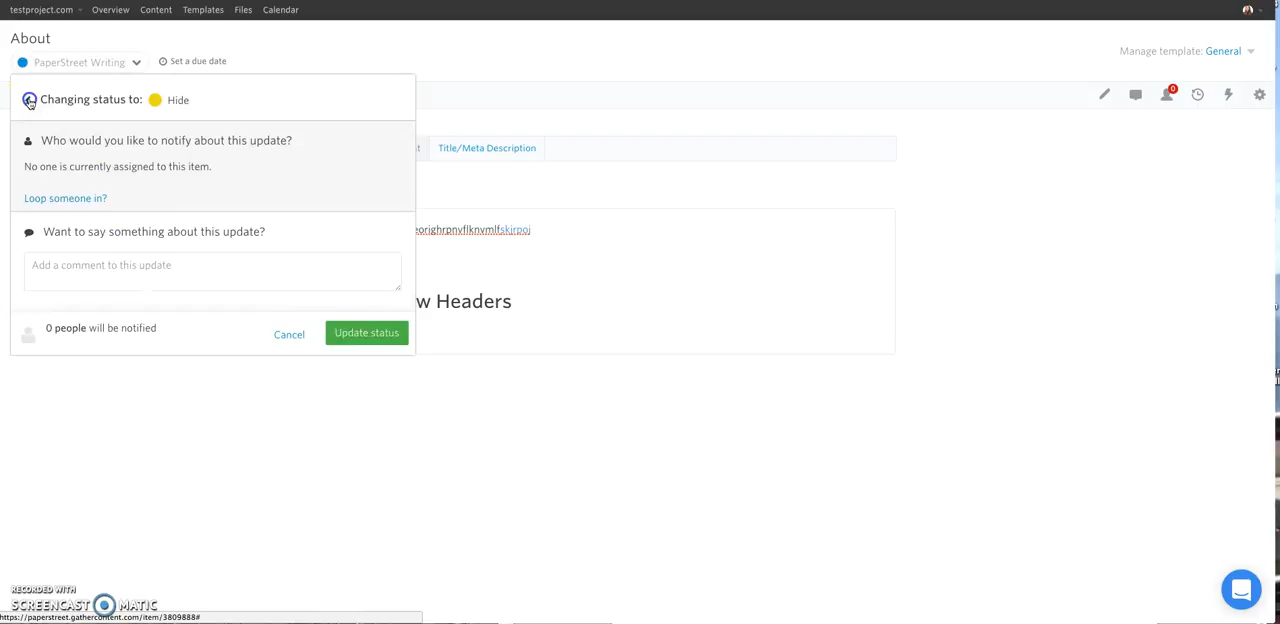 testproject.com Overview Content Templates Files Calendar
About
Manage template: General
PaperStreet Writing Set a due date
Changing status to: Hide
0
Who would you like to notify about this update?
t Title/Meta Description
No one is currently assigned to this item.
Loop someone in?
Want to say something about this update?
eorighrpnvflknvmlfskirpoj
Add a comment to this update
w Headers
0 people will be notified
Cancel Update status
RECORDED WITH
SCREENCAST MATIC
https://paperstreet.gathercontent.com/item/3809888#